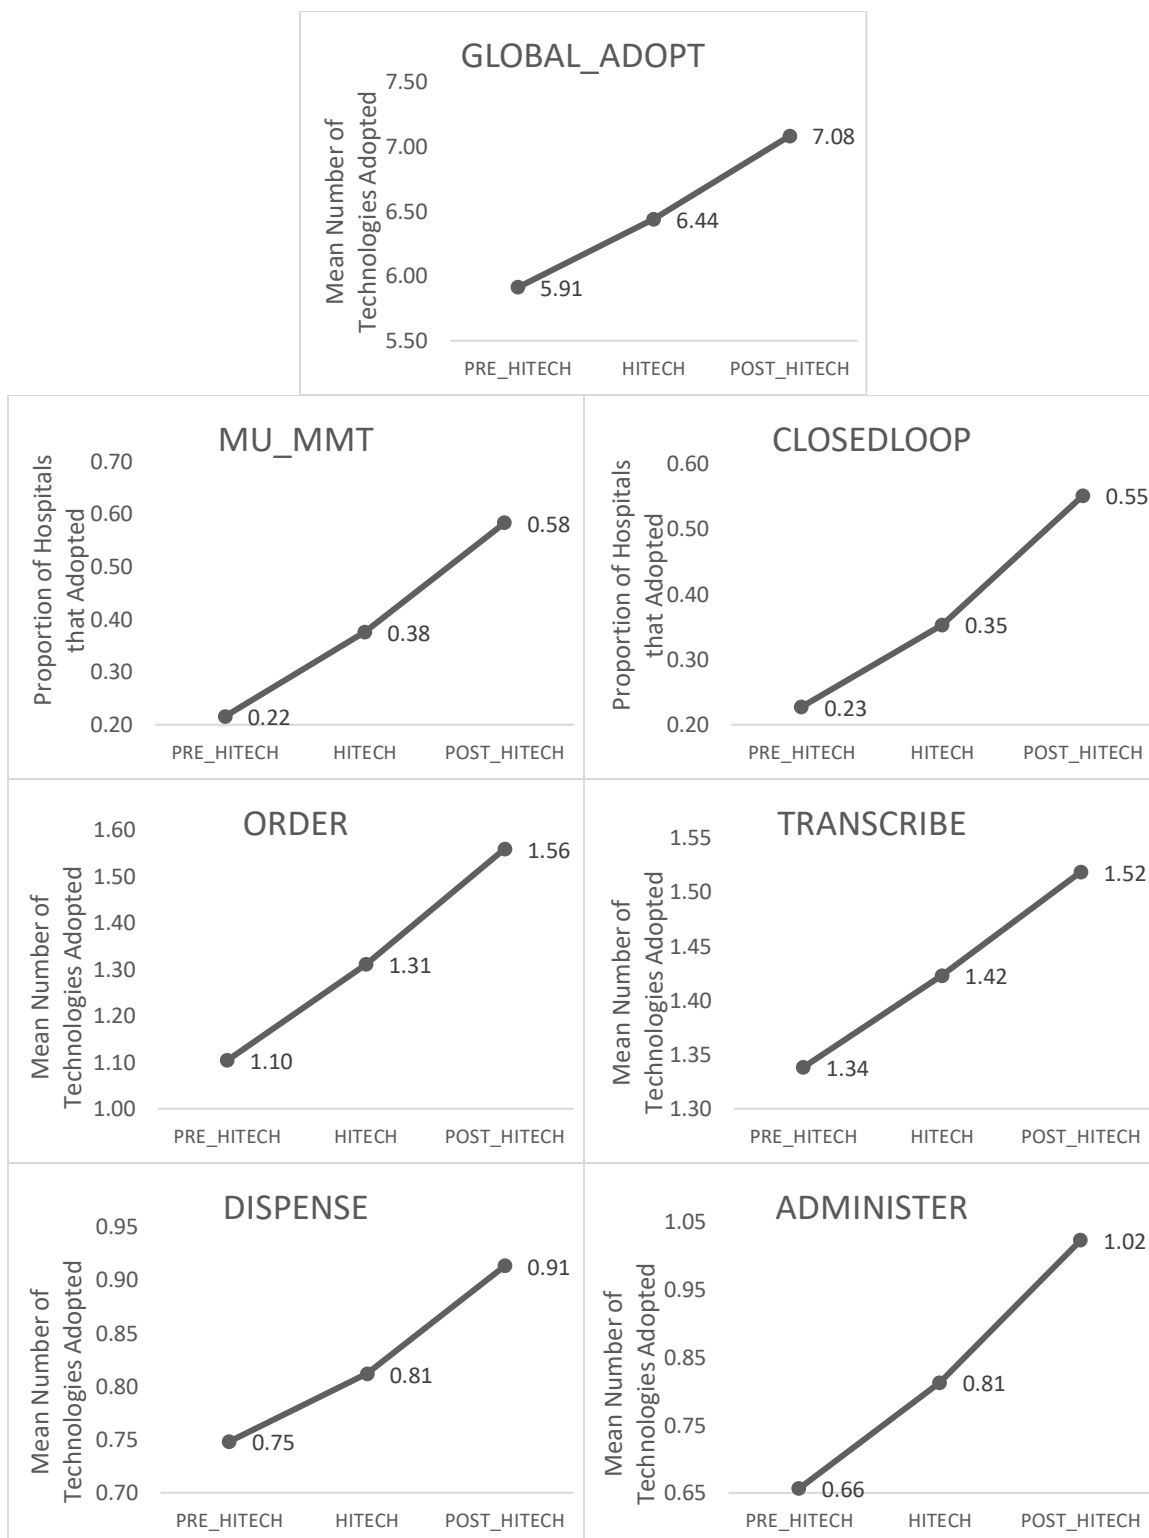 GLOBAL_ADOPT
Mean Number of
Technologies Adopted
7.50
7.00
6.50
6.00
5.50
5.91
6.44
7.08
PRE_HITECH HITECH POST_HITECH
MU_MMT
Proportion of Hospitals
that Adopted
0.70
0.60
0.50
0.40
0.30
0.20
0.22
0.38
0.58
PRE_HITECH HITECH POST_HITECH
CLOSEDLOOP
Proportion of Hospitals
that Adopted
0.60
0.50
0.40
0.30
0.20
0.23
0.35
0.55
PRE_HITECH HITECH POST_HITECH
ORDER
Mean Number of
Technologies Adopted
1.60
1.50
1.40
1.30
1.20
1.10
1.00
1.10
1.31
1.56
PRE_HITECH HITECH POST_HITECH
TRANSCRIBE
Mean Number of
Technologies Adopted
1.55
1.50
1.45
1.40
1.35
1.30
1.34
1.42
1.52
PRE_HITECH HITECH POST_HITECH
DISPENSE
Mean Number of
Technologies Adopted
0.95
0.90
0.85
0.80
0.75
0.70
0.75
0.81
0.91
PRE_HITECH HITECH POST_HITECH
ADMINISTER
Mean Number of
Technologies Adopted
1.05
0.95
0.85
0.75
0.65
0.66
0.81
1.02
PRE_HITECH HITECH POST_HITECH